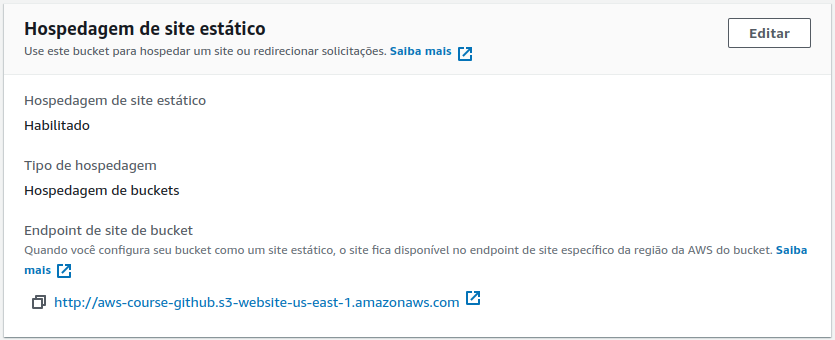 Hospedagem de site estático
Use este bucket para hospedar um site ou redirecionar solicitações. Saiba mais
Editar
Hospedagem de site estático
Habilitado
Tipo de hospedagem
Hospedagem de buckets
Endpoint de site de bucket
Quando você configura seu bucket como um site estático, o site fica disponível no endpoint de site específico da região da AWS do bucket. Saiba
mais
http://aws-course-github.s3-website-us-east-1.amazonaws.com